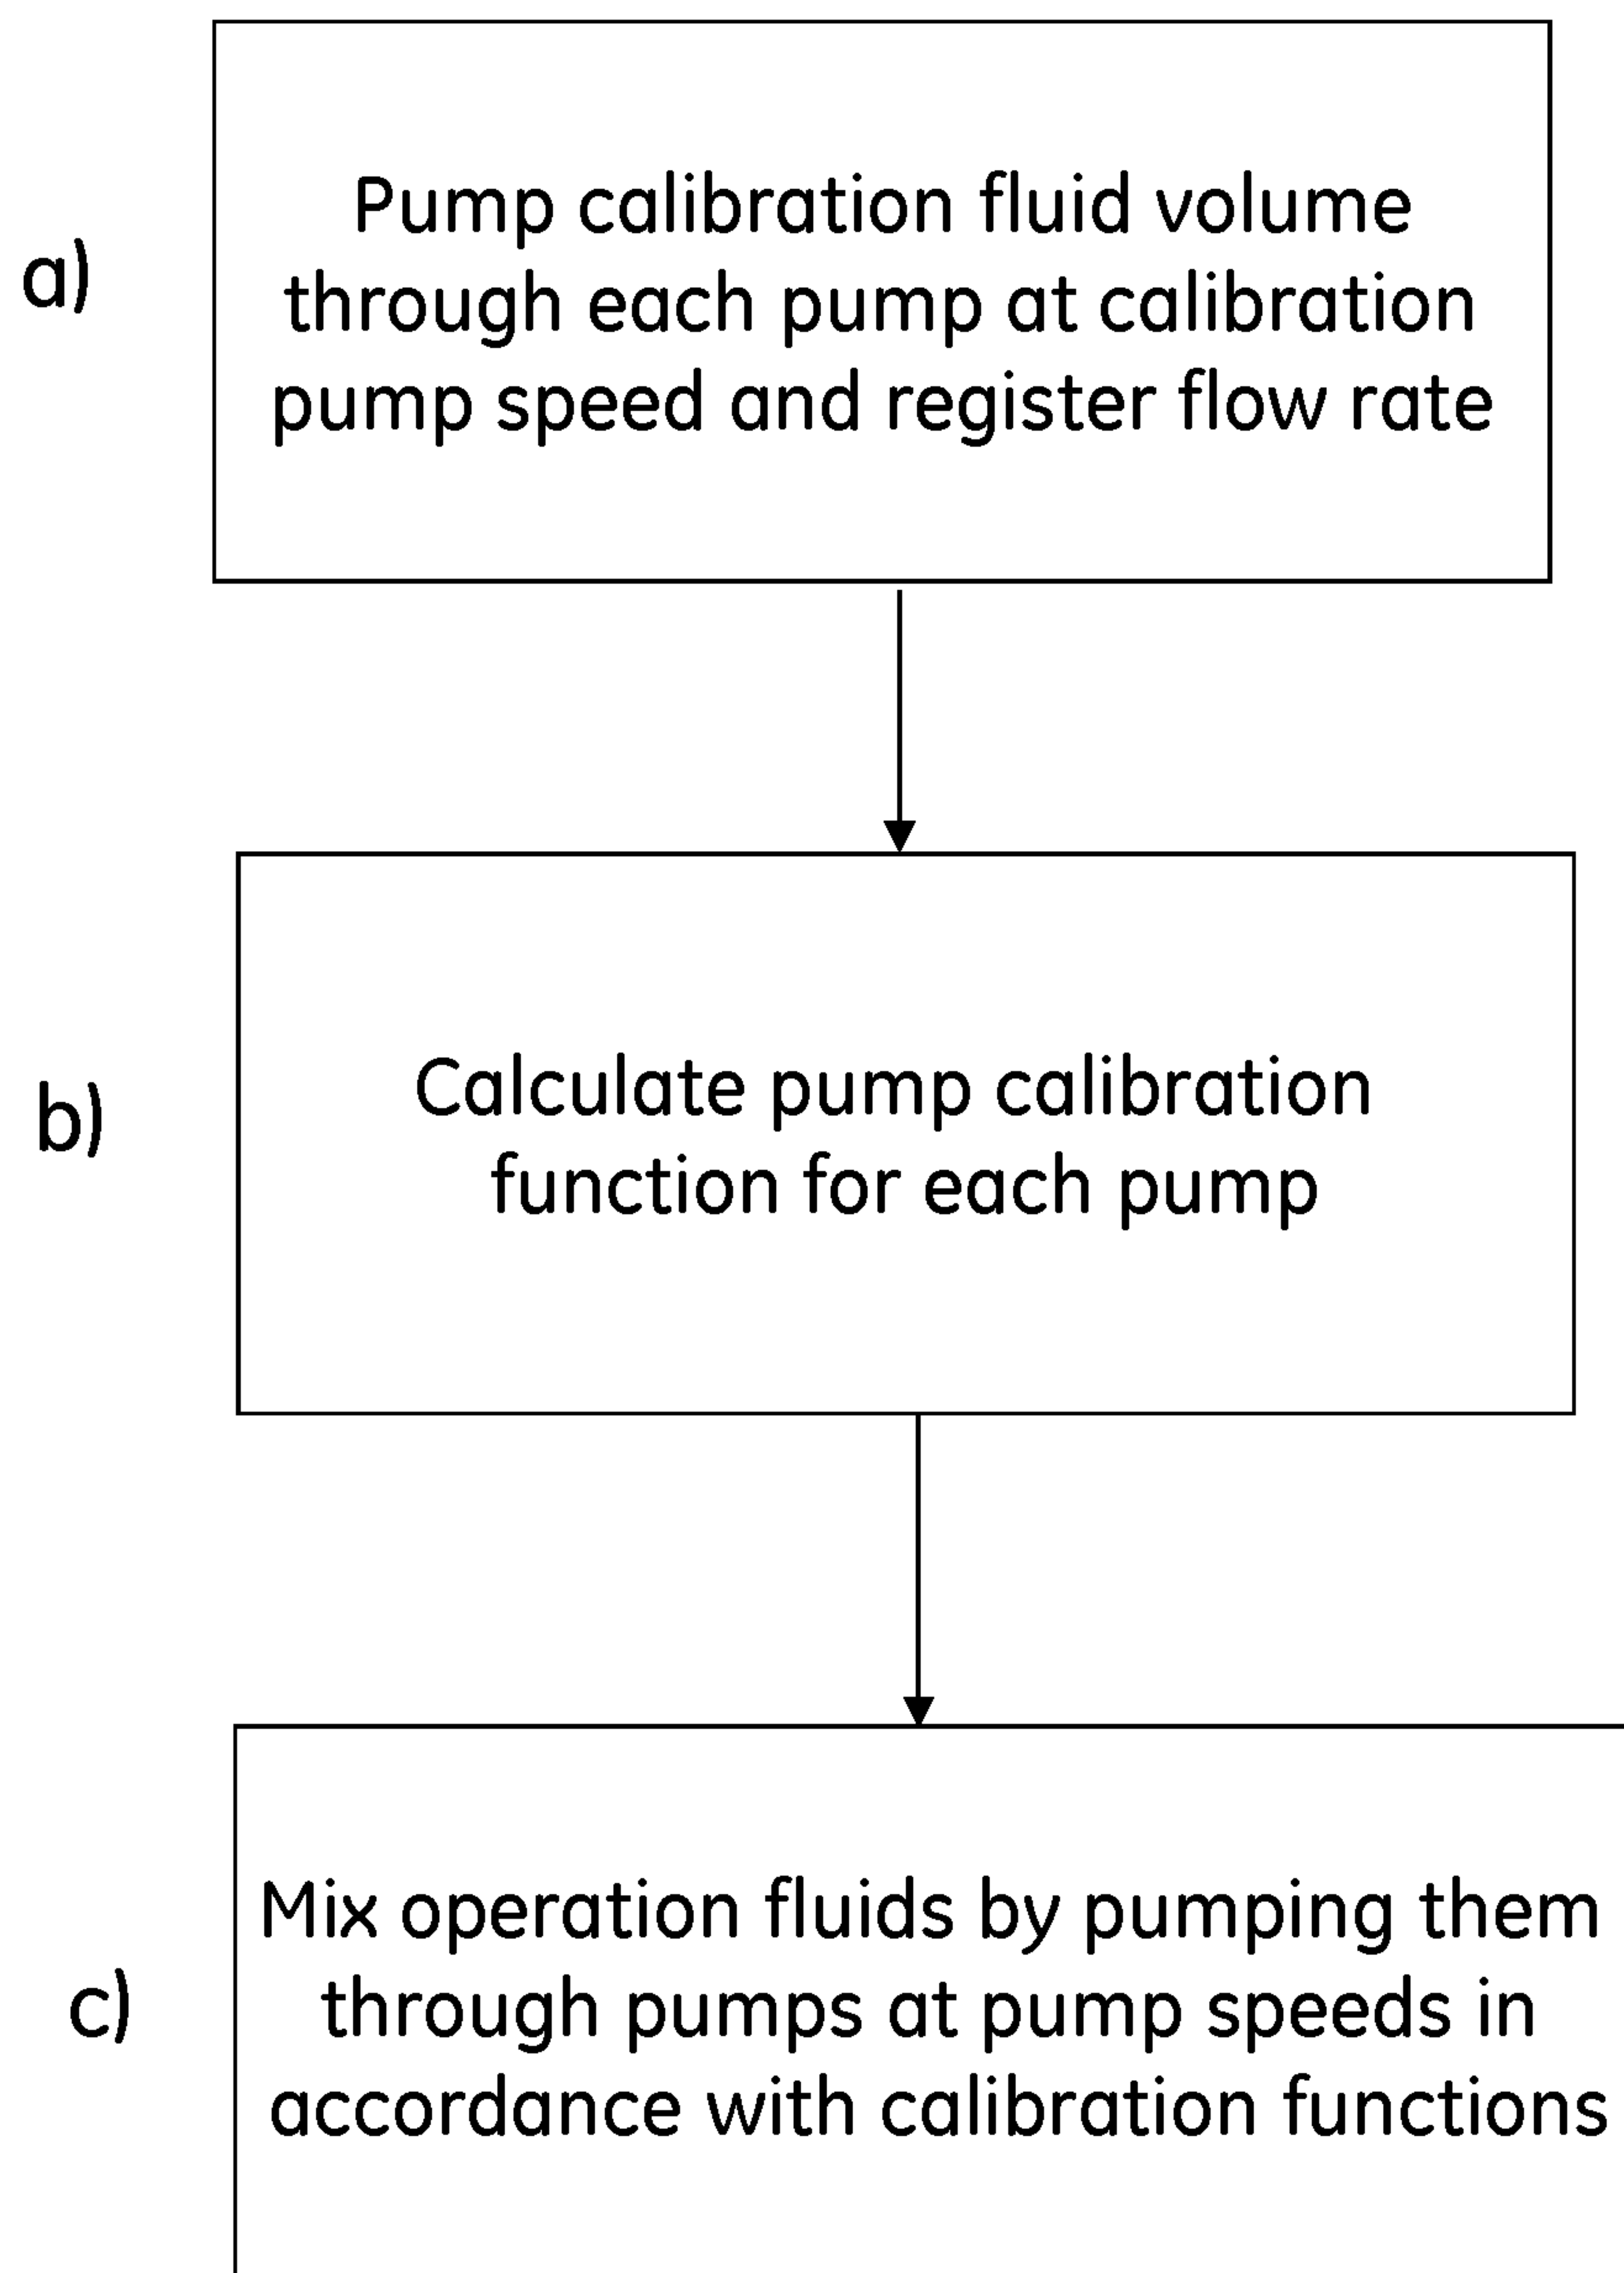 a)
Pump calibration fluid volume
through each pump at calibration
pump speed and register flow rate
b)
Calculate pump calibration
function for each pump
c)
Mix operation fluids by pumping them
through pumps at pump speeds in
accordance with calibration functions